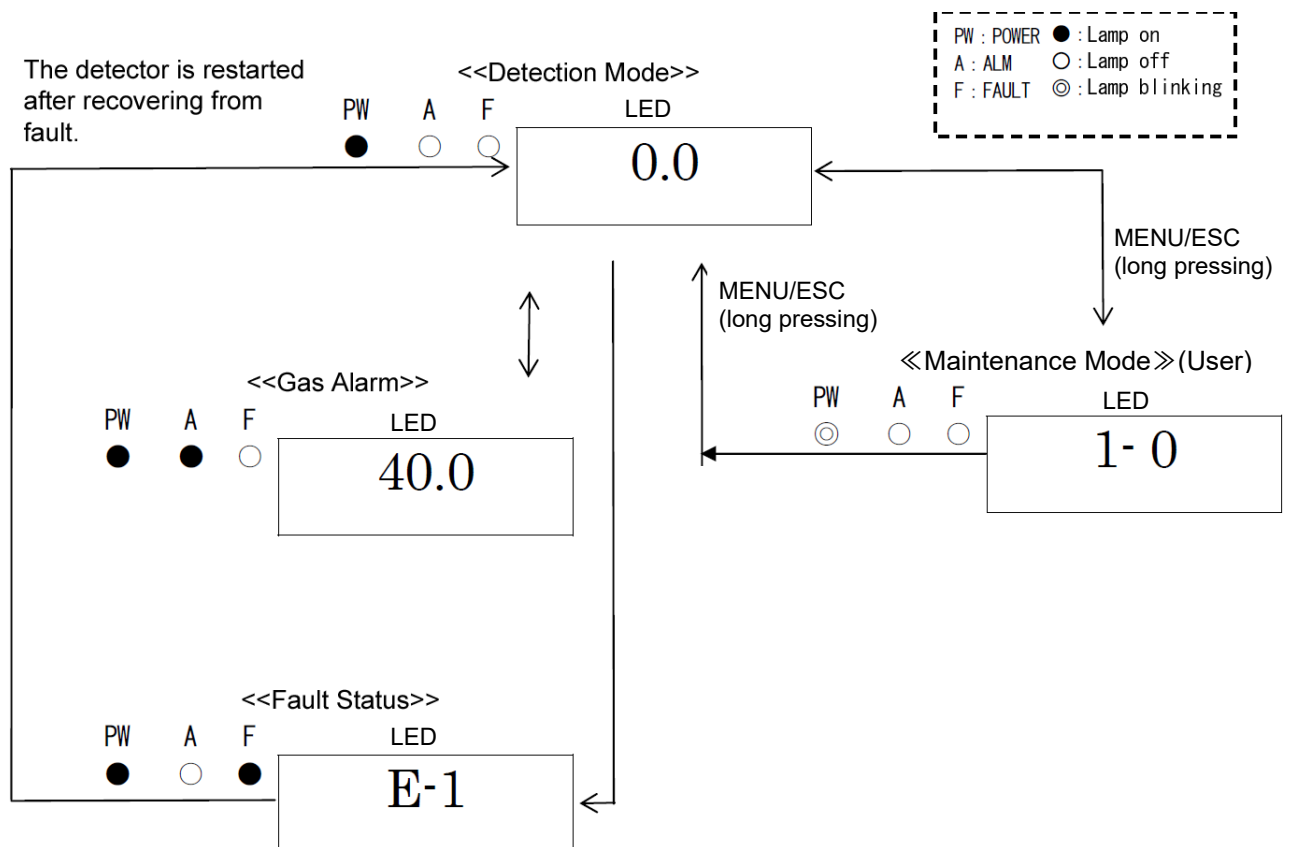 PW : POWER ● : Lamp on
A : ALM ○ : Lamp off
F : FAULT ◎ : Lamp blinking
The detector is restarted
after recovering from
fault.
<<Detection Mode>>
PW A F LED
● ○ ○
0.0
MENU/ESC
(long pressing)
MENU/ESC
(long pressing)
≪Maintenance Mode≫(User)
PW A F LED
◎ ○ ○
1- 0
<<Gas Alarm>>
PW A F LED
● ● ○
40.0
<<Fault Status>>
PW A F LED
● ○ ●
E-1